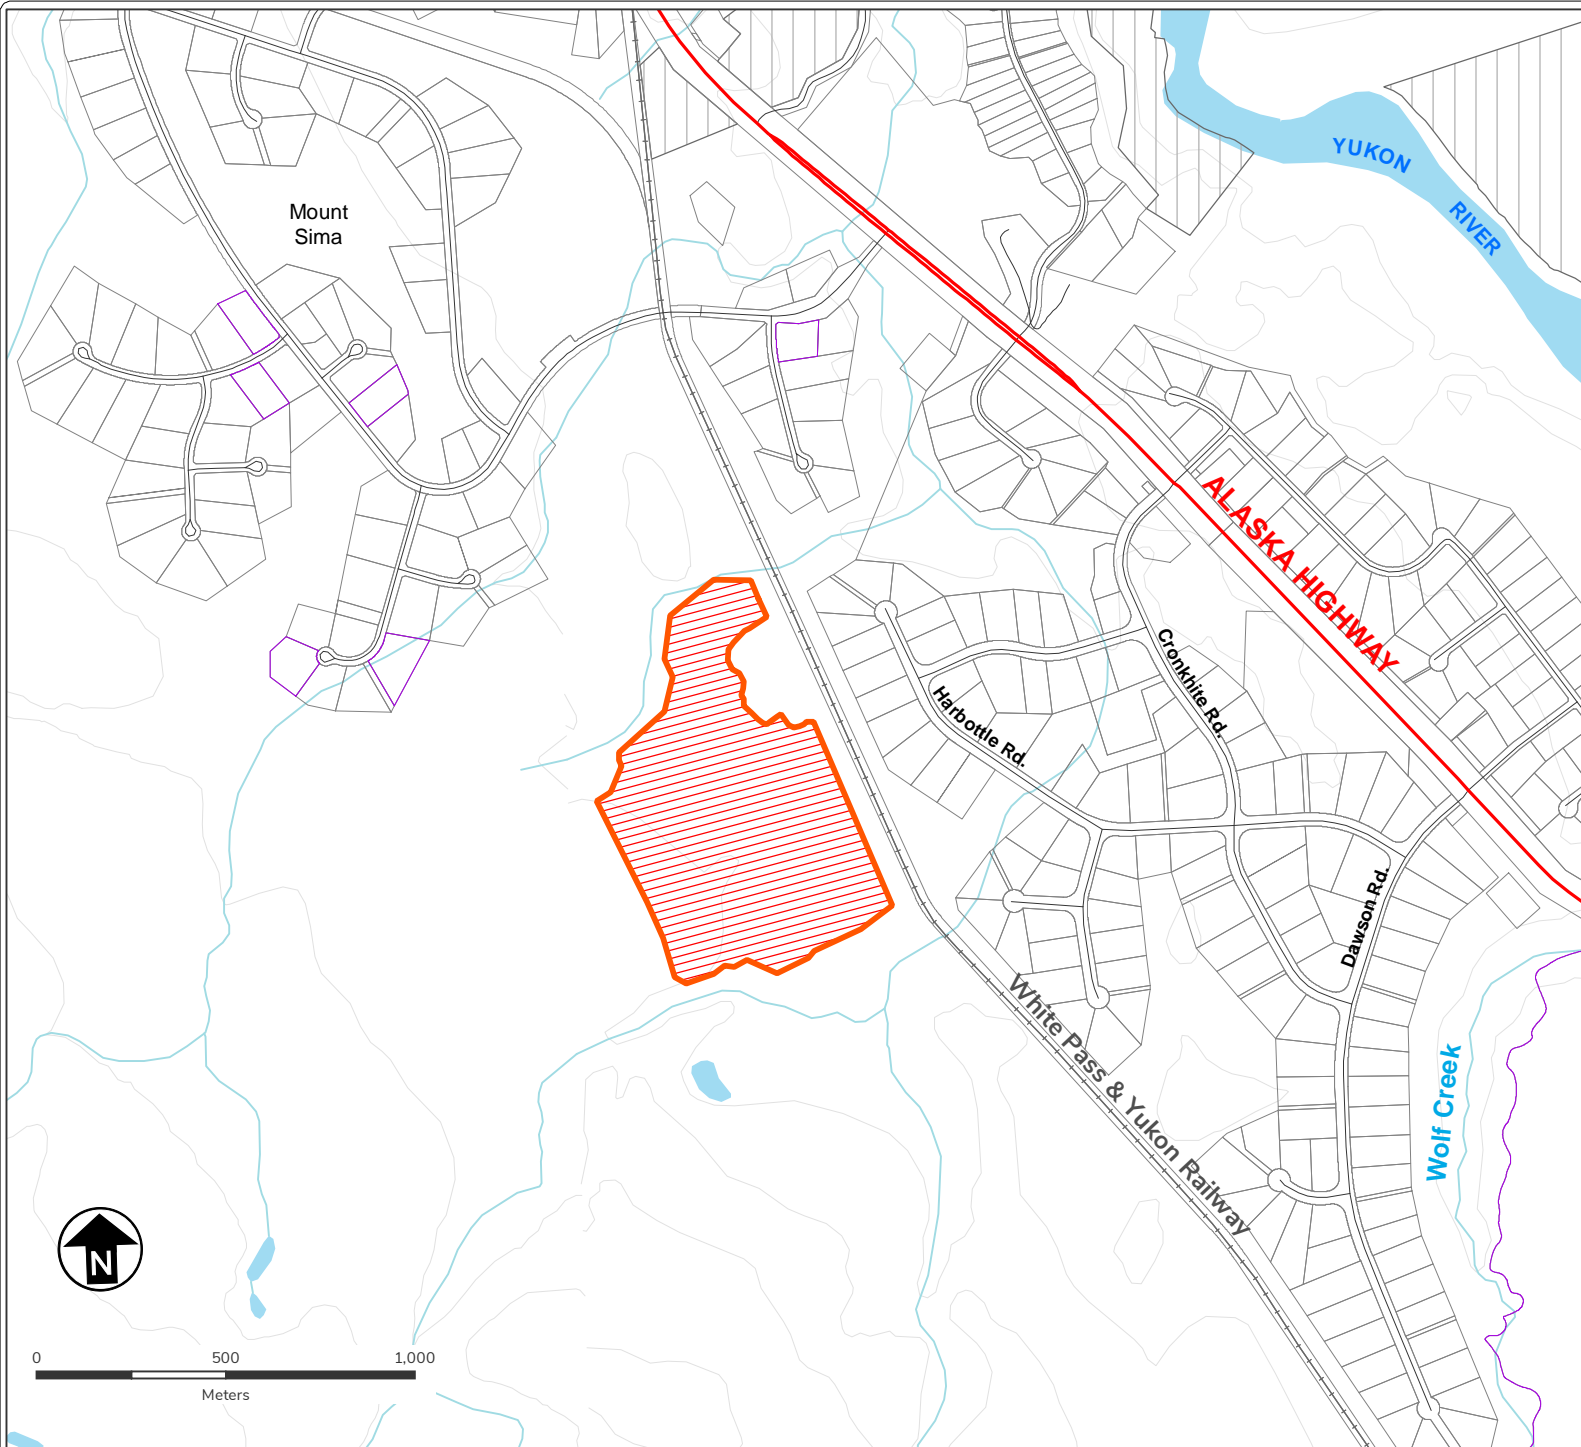 YUKON
RIVER
Mount
Sima
ALASKA HIGHWAY
Cronkhite Rd.
Harbottle Rd.
Dawson Rd.
White Pass & Yukon Railway
Wolf Creek
N
0 500 1,000
Meters